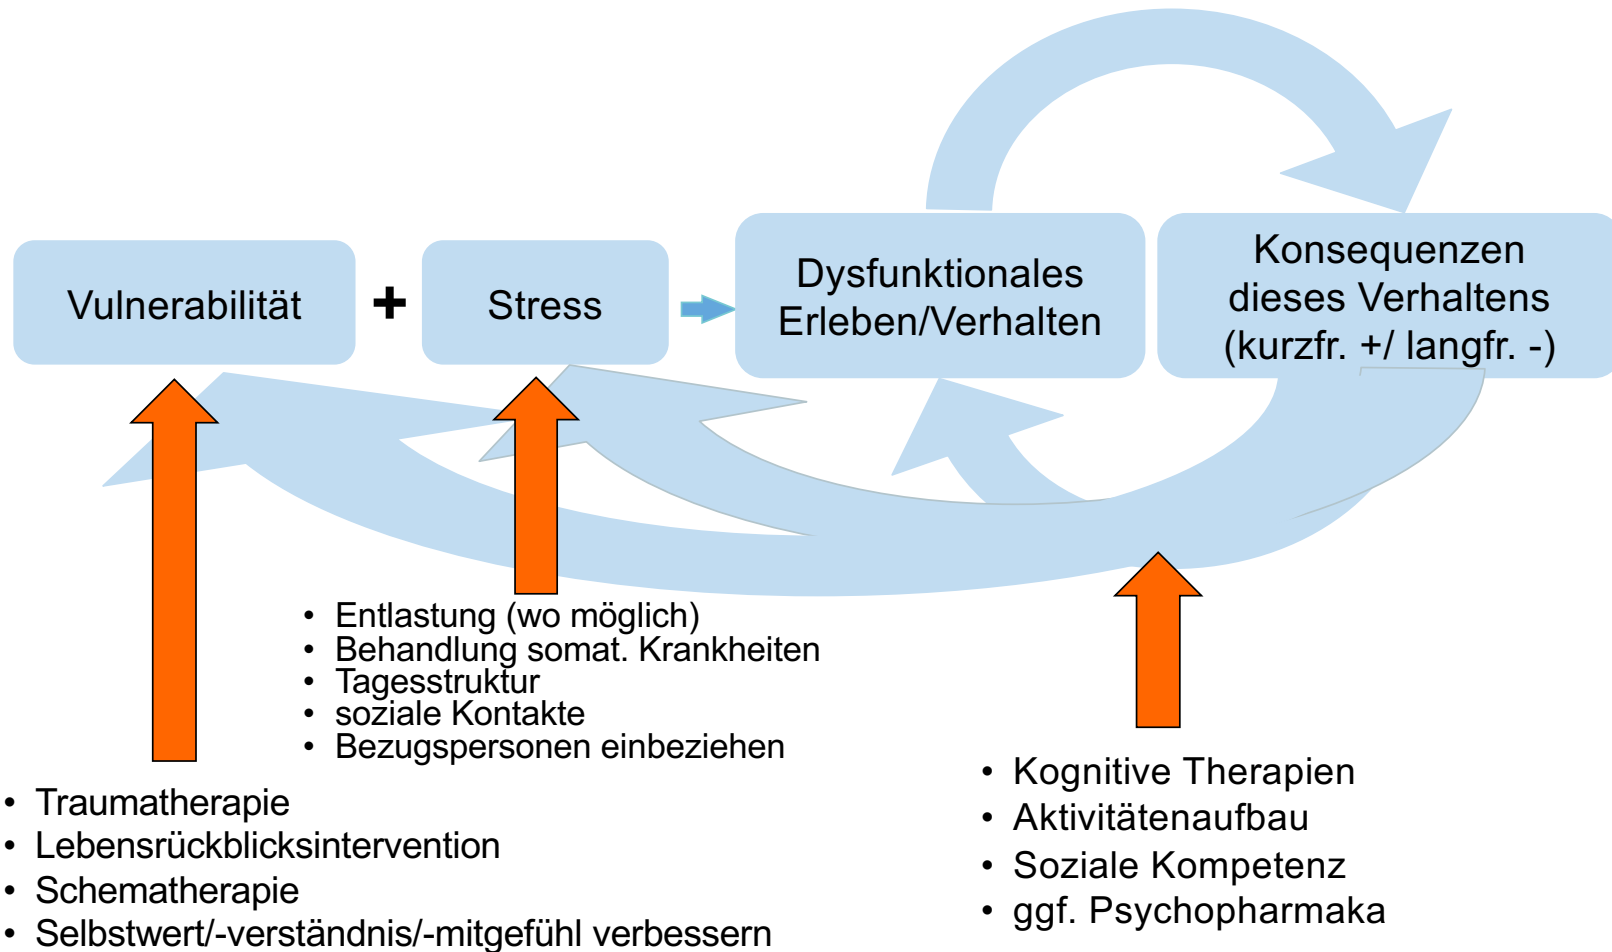 Vulnerabilität
+
Stress
Dysfunktionales
Erleben/Verhalten
Konsequenzen
dieses Verhaltens
(kurzfr. +/ langfr. -)
• Entlastung (wo möglich)
• Behandlung somat. Krankheiten
• Tagesstruktur
• soziale Kontakte
• Bezugspersonen einbeziehen
• Traumatherapie
• Lebensrückblicksintervention
• Schematherapie
• Selbstwert/-verständnis/-mitgefühl verbessern
• Kognitive Therapien
• Aktivitätenaufbau
• Soziale Kompetenz
• ggf. Psychopharmaka